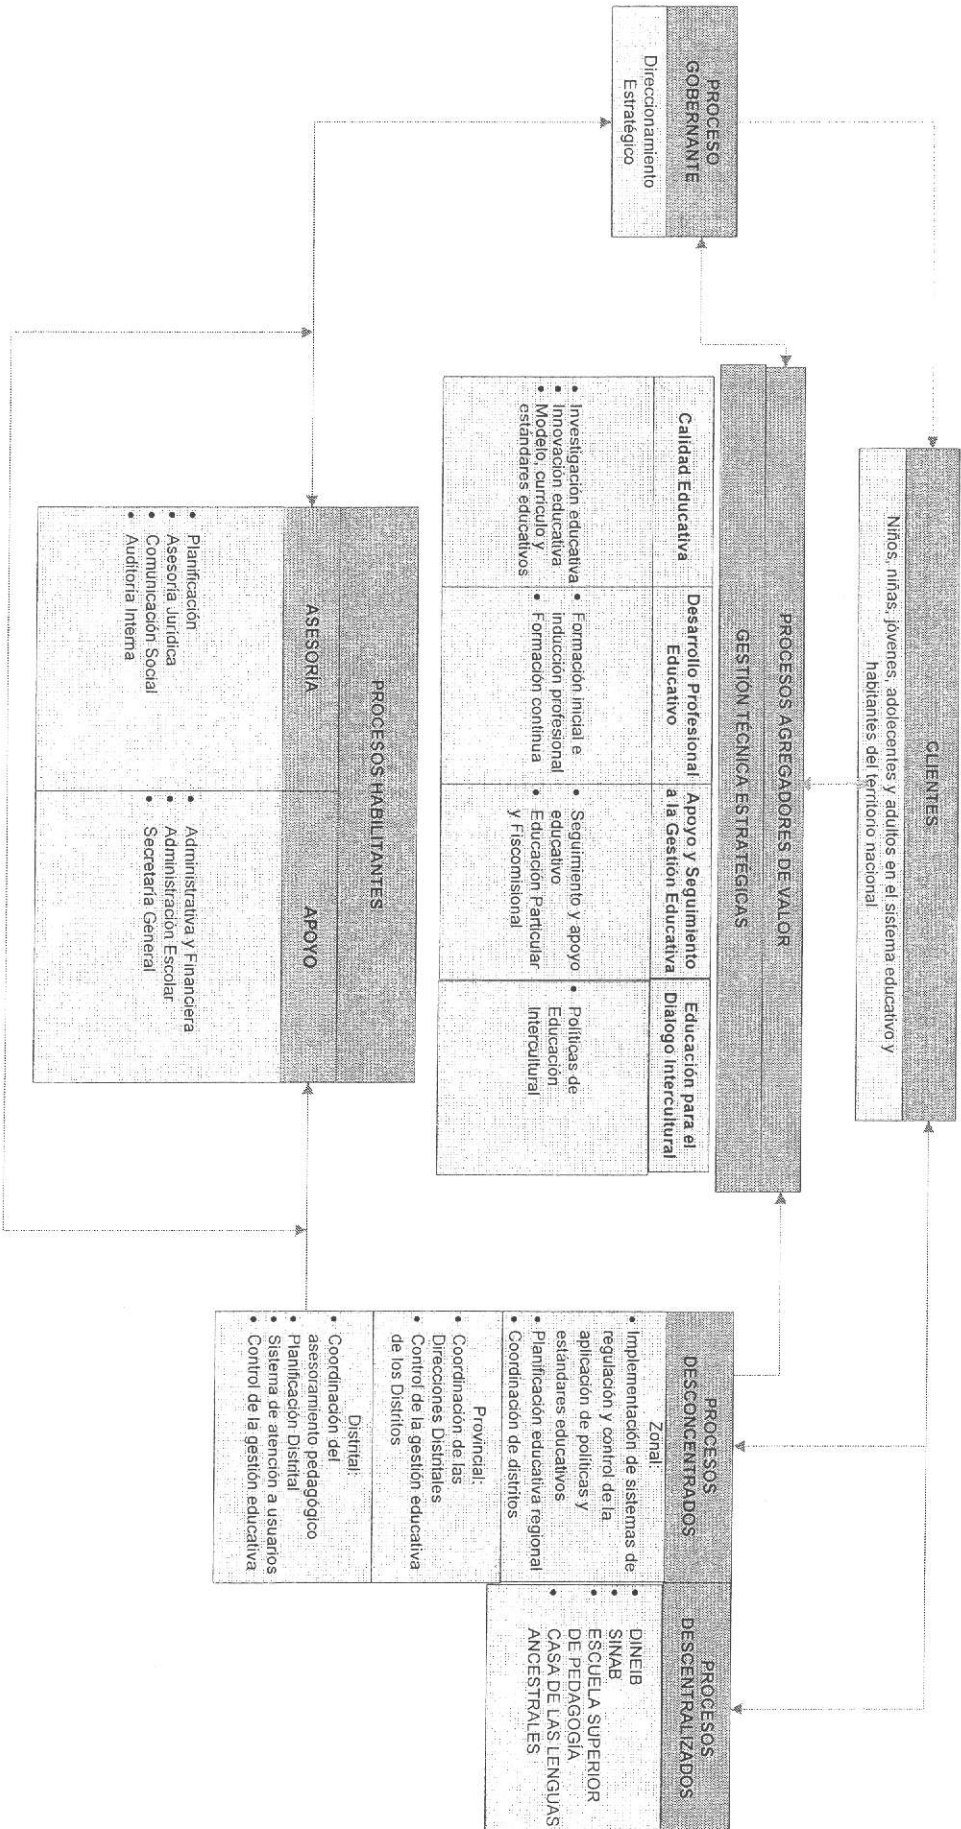 CLIENTES
Niños, niñas, jóvenes, adolecentes y adultos en el sistema educativo y
habitantes del territorio nacional
PROCESO
GOBERNANTE
Direccionamiento
Estratégico
PROCESOS AGREGADORES DE VALOR
GESTIÓN TÉCNICA ESTRATÉGICAS
Calidad Educativa
• Investigación educativa
• Innovación educativa
• Modelo, currículo y
estándares educativos
Desarrollo Profesional
Educativo
• Formación inicial e
inducción profesional
• Formación continua
Apoyo y Seguimiento
a la Gestión Educativa
• Seguimiento y apoyo
educativo
• Educación Particular
y Fiscomisional
Educación para el
Dialogo Intercultural
• Políticas de
Educación
Intercultural
PROCESOS
DESCONCENTRADOS
Zonal:
• Implementación de sistemas de
regulación y control de la
aplicación de políticas y
estándares educativos
• Planificación educativa regional
• Coordinación de distritos
Provincial:
• Coordinación de las
Direcciones Distritales
• Control de la gestión educativa
de los Distritos
Distrital:
• Coordinación del
asesoramiento pedagógico
• Planificación Distrital
• Sistema de atención a usuarios
• Control de la gestión educativa
PROCESOS
DESCENTRALIZADOS
• DINEIB
• SINAB
• ESCUELA SUPERIOR
DE PEDAGOGÍA
• CASA DE LAS LENGUAS
ANCESTRALES
PROCESOS HABILITANTES
ASESORÍA
• Planificación
• Asesoría Jurídica
• Comunicación Social
• Auditoría Interna
APOYO
• Administrativa y Financiera
• Administración Escolar
• Secretaría General